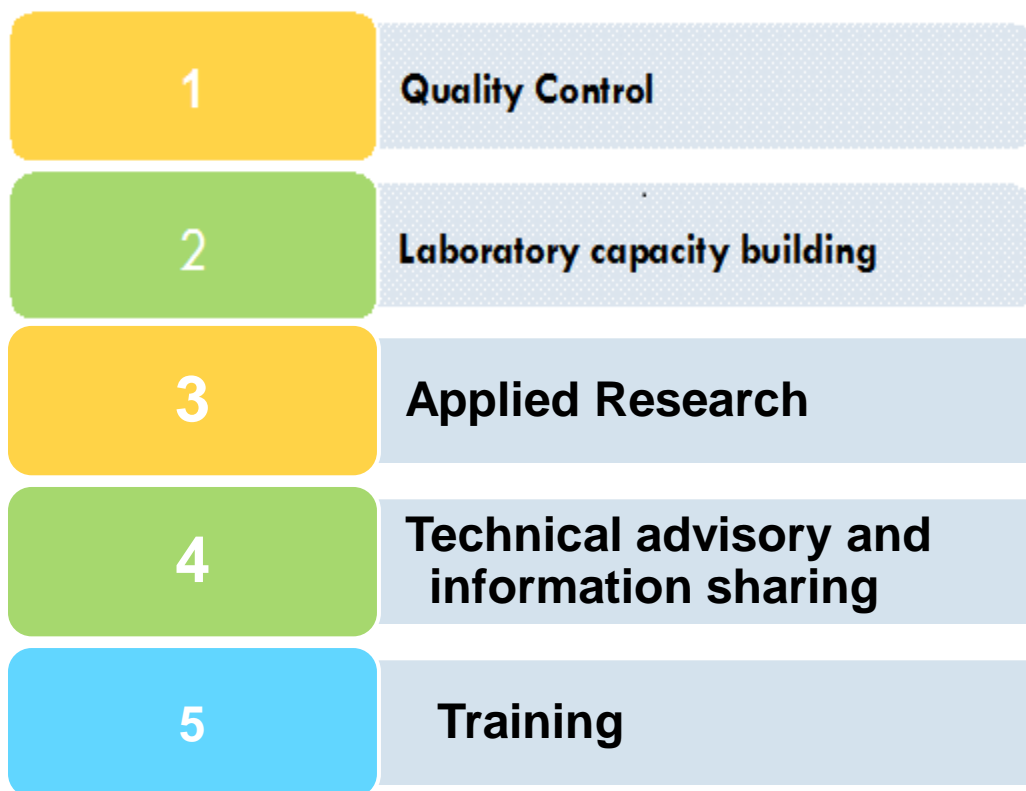 1
Quality Control
2
Laboratory capacity building
3
Applied Research
4
Technical advisory and
information sharing
5
Training